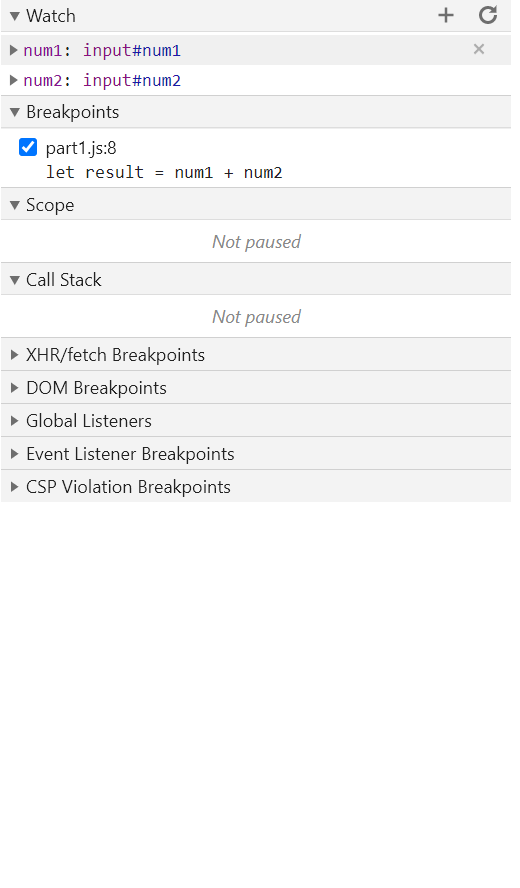 Watch
num1: input#num1
num2: input#num2
Breakpoints
part1.js:8
let result = num1 + num2
Scope
Not paused
Call Stack
Not paused
XHR/fetch Breakpoints
DOM Breakpoints
Global Listeners
Event Listener Breakpoints
CSP Violation Breakpoints